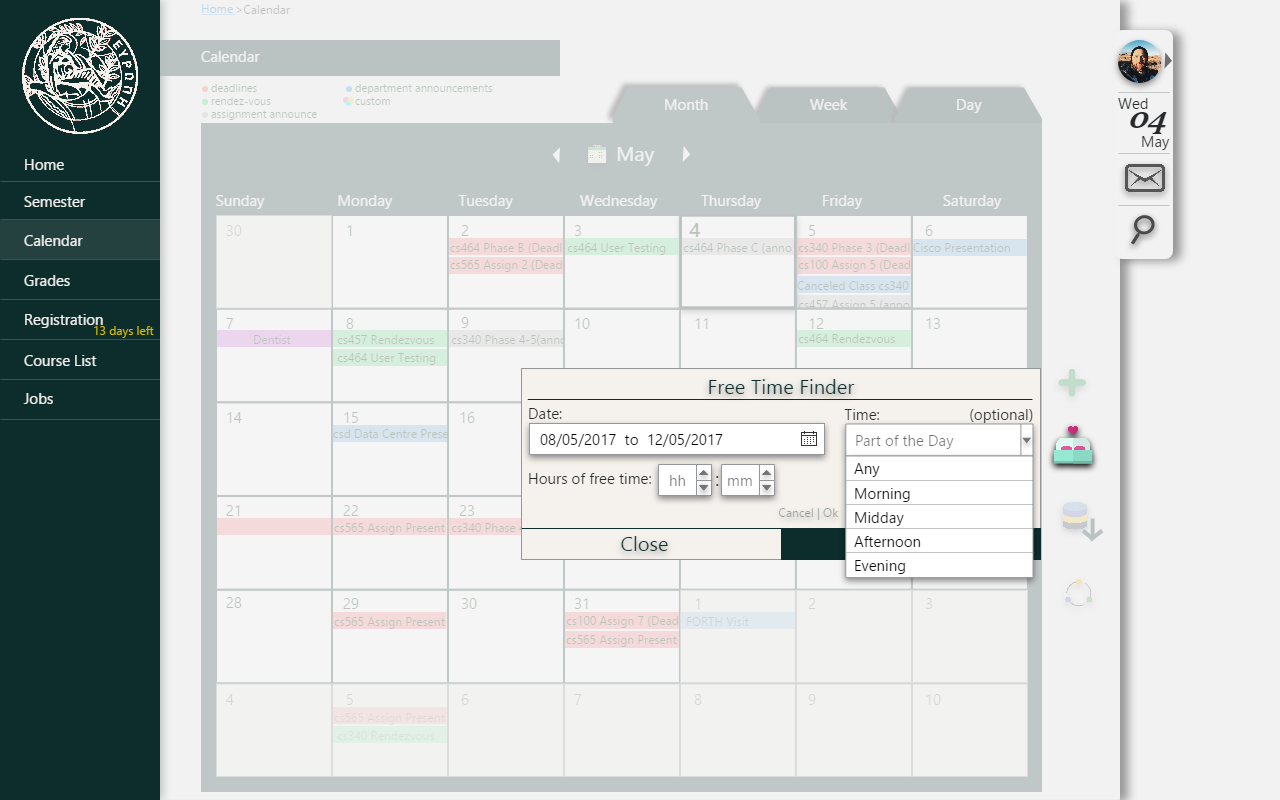 ΕΥΡΩΠΗ
Home
Semester
Calendar
Grades
Registration
13 days left
Course List
Jobs
Home >Calendar
Calendar
deadlines
rendez-vous
assignment announce
department announcements
custom
Month Week Day
May
Sunday Monday Tuesday Wednesday Thursday Friday Saturday
30 1 2 3 4 5 6
cs464 Phase B (Deadl
cs565 Assign 2 (Dead
cs464 User Testing
cs464 Phase C (anno
cs340 Phase 3 (Deadl
cs100 Assign 5 (Dead
Canceled Class cs340
cs457 Assign 5 (anno
Cisco Presentation
7 8 9 10 11 12 13
Dentist
cs457 Rendezvous
cs464 User Testing
cs340 Phase 4-5(anno
cs464 Rendezvous
14 15 16
csd Data Centre Prese
21 22 23
cs565 Assign Present
cs340 Phase
28 29 30 31 1 2 3
cs565 Assign Present
cs100 Assign 7 (Dead
cs565 Assign Present
FORTH Visit
4 5 6 7 8 9 10
cs565 Assign Present
cs340 Rendezvous
Free Time Finder
Date:
08/05/2017 to 12/05/2017
Time: (optional)
Part of the Day
Any
Morning
Midday
Afternoon
Evening
Hours of free time: hh : mm
Cancel | Ok
Close
Wed
04
May